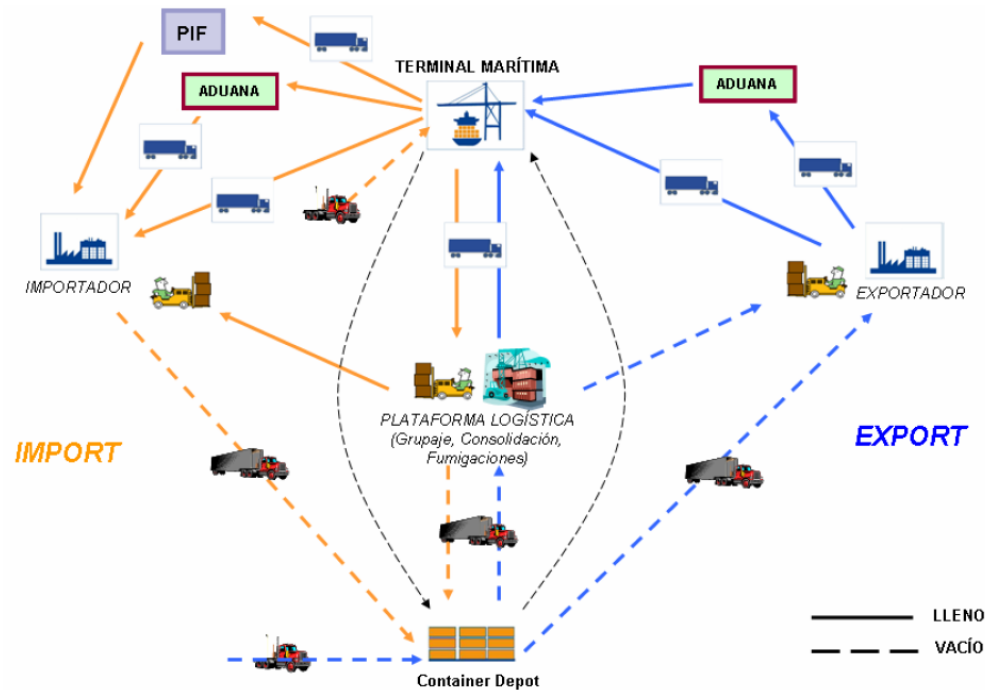 PIF
TERMINAL MARÍTIMA
ADUANA
ADUANA
IMPORTADOR
EXPORTADOR
PLATAFORMA LOGÍSTICA
(Grupaje, Consolidación,
Fumigaciones)
IMPORT
EXPORT
LLENO
VACÍO
Container Depot